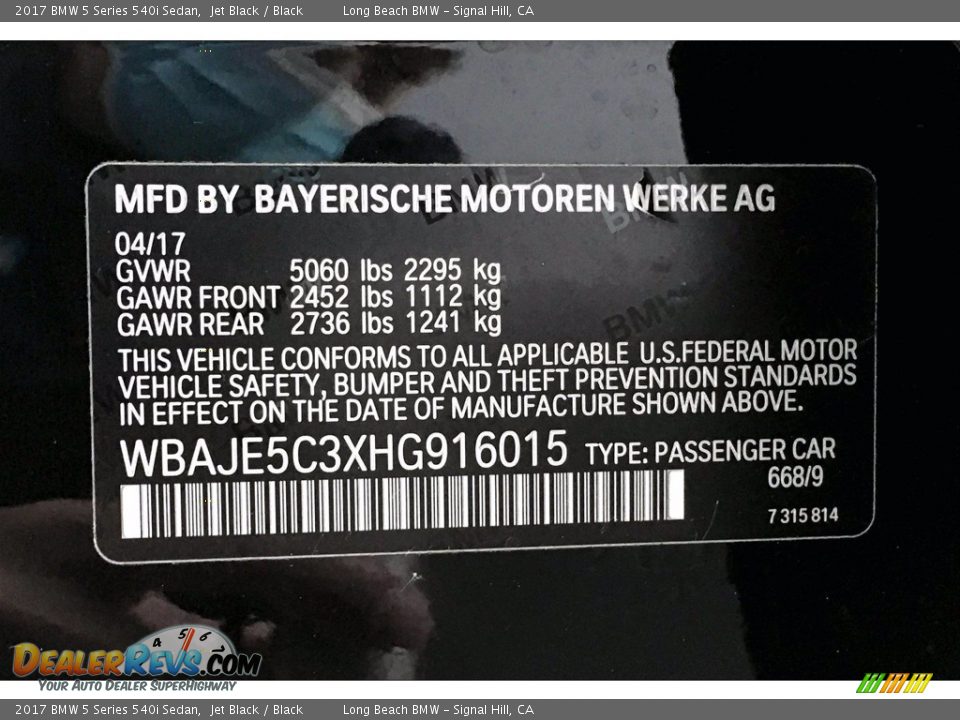 2017 BMW 5 Series 540i Sedan, Jet Black / Black Long Beach BMW - Signal Hill, CA
MFD BY BAYERISCHE MOTOREN WERKE AG
04/17
GVWR 5060 lbs 2295 kg
GAWR FRONT 2452 lbs 1112 kg
GAWR REAR 2736 lbs 1241 kg
THIS VEHICLE CONFORMS TO ALL APPLICABLE U.S.FEDERAL MOTOR
VEHICLE SAFETY, BUMPER AND THEFT PREVENTION STANDARDS
IN EFFECT ON THE DATE OF MANUFACTURE SHOWN ABOVE.
WBAJE5C3XHG916015 TYPE: PASSENGER CAR
668/9
7 315 814
4 5 6
DEALERREVS.COM
YOUR AUTO DEALER SUPERHIGHWAY
2017 BMW 5 Series 540i Sedan, Jet Black / Black Long Beach BMW - Signal Hill, CA